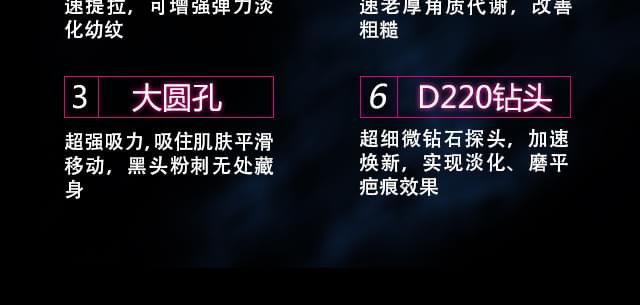 速提拉，可增强弹力淡
化幼纹
3 大圆孔
超强吸力,吸住肌肤平滑
移动，黑头粉刺无处藏
身
速老厚角质代谢，改善
粗糙
6 D220钻头
超细微钻石探头，加速
焕新，实现淡化、磨平
疤痕效果